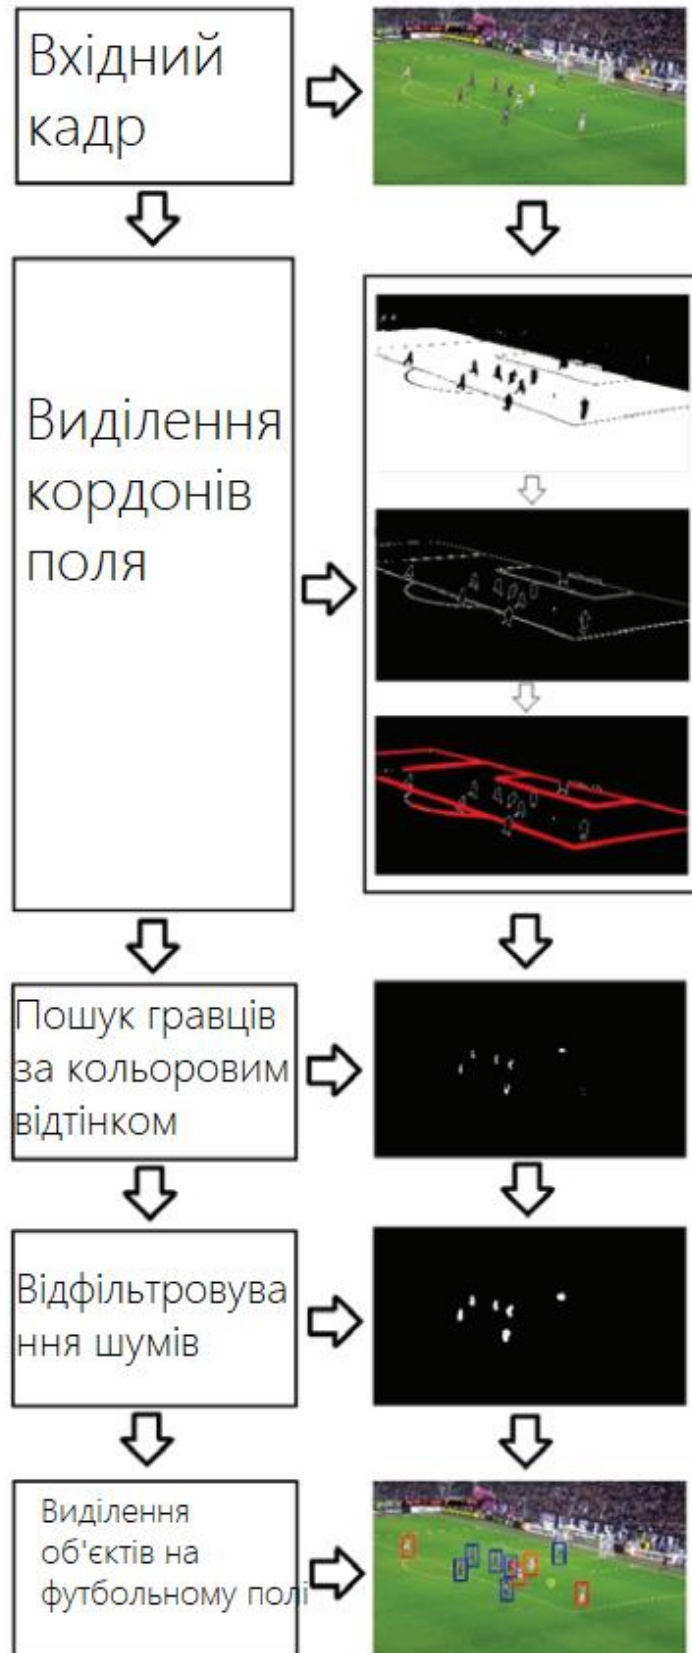 Вхідний
кадр
Виділення
кордонів
поля
Пошук гравців
за кольоровим
відтінком
Відфільтровува
ння шумів
Виділення
об'єктів на
футбольному полі